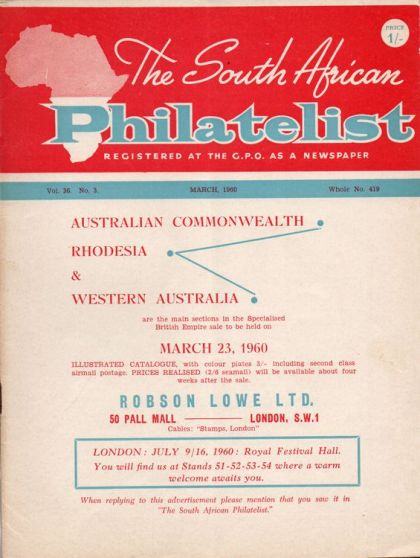 PRICE
1/-
The South African
Philatelist
REGISTERED AT THE G.P.O. AS A NEWSPAPER
Vol. 36. No. 3. MARCH, 1960 Whole No. 419
AUSTRALIAN COMMONWEALTH
RHODESIA
&
WESTERN AUSTRALIA
are the main sections in the Specialised
British Empire sale to be held on
MARCH 23, 1960
ILLUSTRATED CATALOGUE, with colour plates 3/- including second class
airmail postage. PRICES REALISED (2/6 seamail) will be available about four
weeks after the sale.
ROBSON LOWE LTD.
50 PALL MALL LONDON, S.W.1
Cables: "Stamps, London"
LONDON: JULY 9/16, 1960: Royal Festival Hall.
You will find us at Stands 51-52-53-54 where a warm
welcome awaits you.
When replying to this advertisement please mention that you saw it in
"The South African Philatelist."